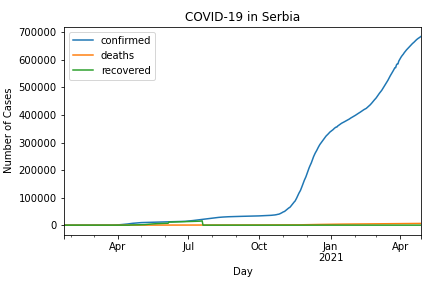 COVID-19 in Serbia
confirmed
deaths
recovered
Number of Cases
700000
600000
500000
400000
300000
200000
100000
0
Apr
Jul
Oct
Jan
2021
Apr
Day